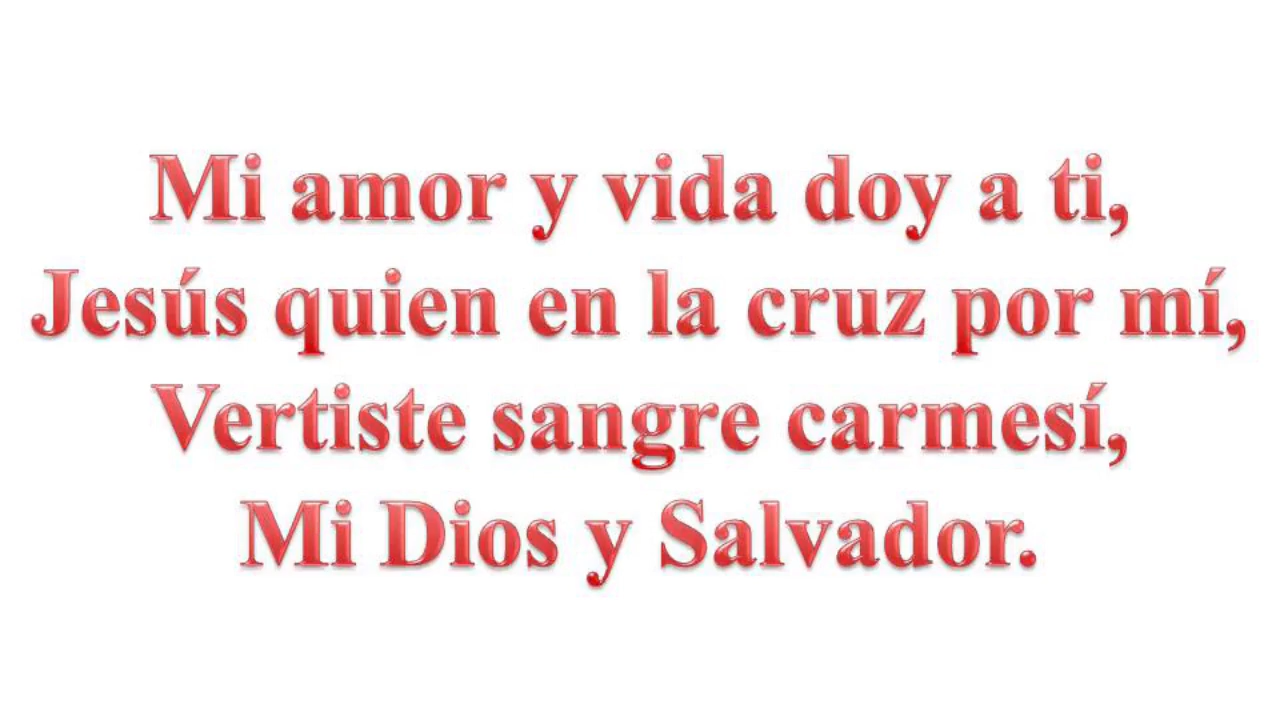 Mi amor y vida doy a ti,
Jesús quien en la cruz por mí,
Vertiste sangre carmesí,
Mi Dios y Salvador.